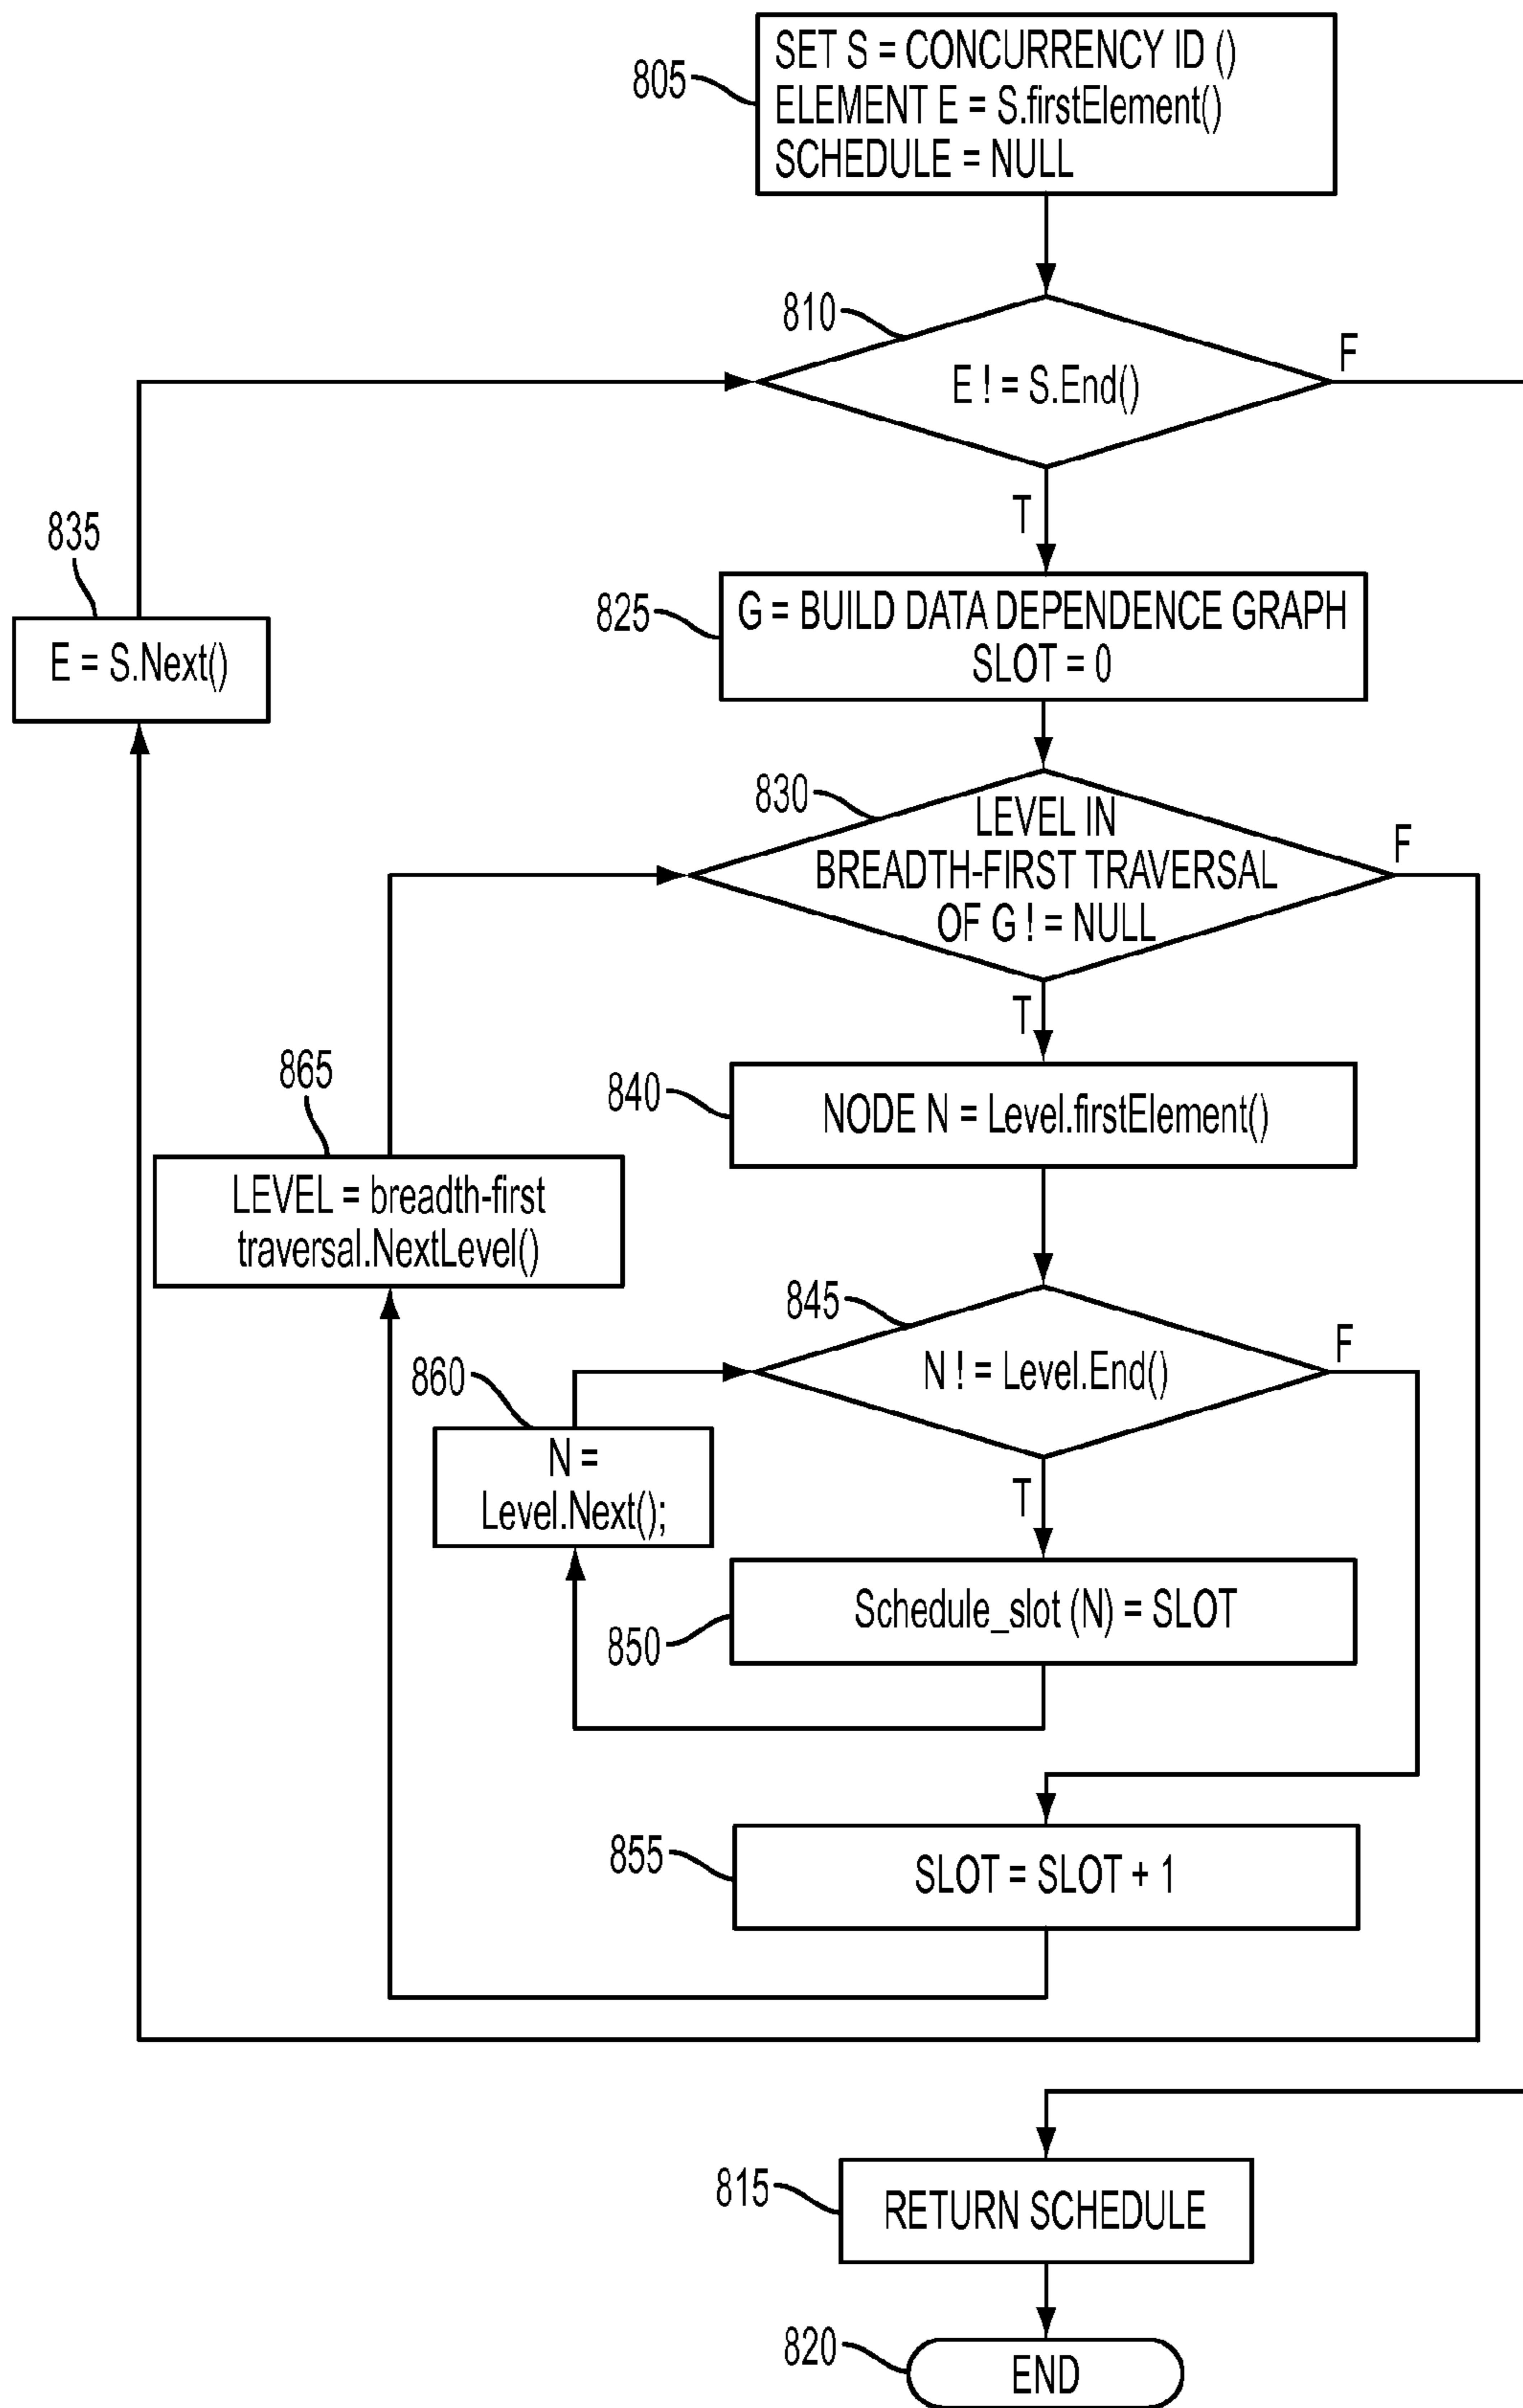 SET S = CONCURRENCY ID ()
ELEMENT E = S.firstElement()
SCHEDULE = NULL
805
810
E ! = S.End()
F
T
835
E = S.Next()
825
G = BUILD DATA DEPENDENCE GRAPH
SLOT = 0
830
LEVEL IN
BREADTH-FIRST TRAVERSAL
OF G ! = NULL
F
T
865
LEVEL = breadth-first
traversal.NextLevel()
840
NODE N = Level.firstElement()
845
N ! = Level.End()
F
T
860
N =
Level.Next();
850
Schedule_slot (N) = SLOT
855
SLOT = SLOT + 1
815
RETURN SCHEDULE
820
END